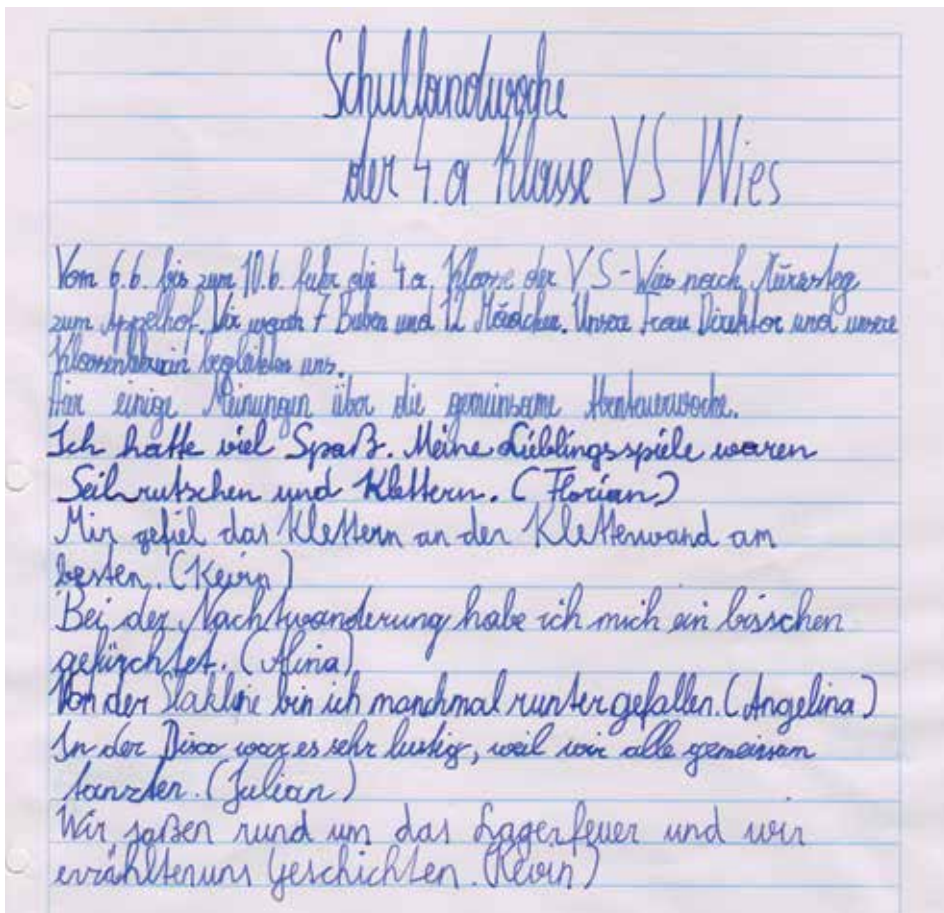 Schullandwoche
der 4.a Klasse VS Wies
Vom 6.6. bis zum 10.6. fuhr die 4a. Klasse der VS-Wies nach Mürzsteg
zum Appelhof. Wir waren 7 Buben und 12 Mädchen. Unsere Frau Direktor und unsere
Klassenlehrerin begleiteten uns.
Hier einige Meinungen über die gemeinsame Abenteuerwoche.
Ich hatte viel Spaß. Meine Lieblingsspiele waren
Seilrutschen und Klettern. (Florian)
Mir gefiel das Klettern an der Kletterwand am
besten. (Kevin)
Bei der Nachtwanderung habe ich mich ein bisschen
gefürchtet. (Alina)
Von der Slakline bin ich manchmal runter gefallen. (Angelina)
In der Disco war es sehr lustig, weil wir alle gemeinsam
tanzten. (Julian)
Wir saßen rund um das Lagerfeuer und wir
erzählten uns Geschichten. (Kevin)